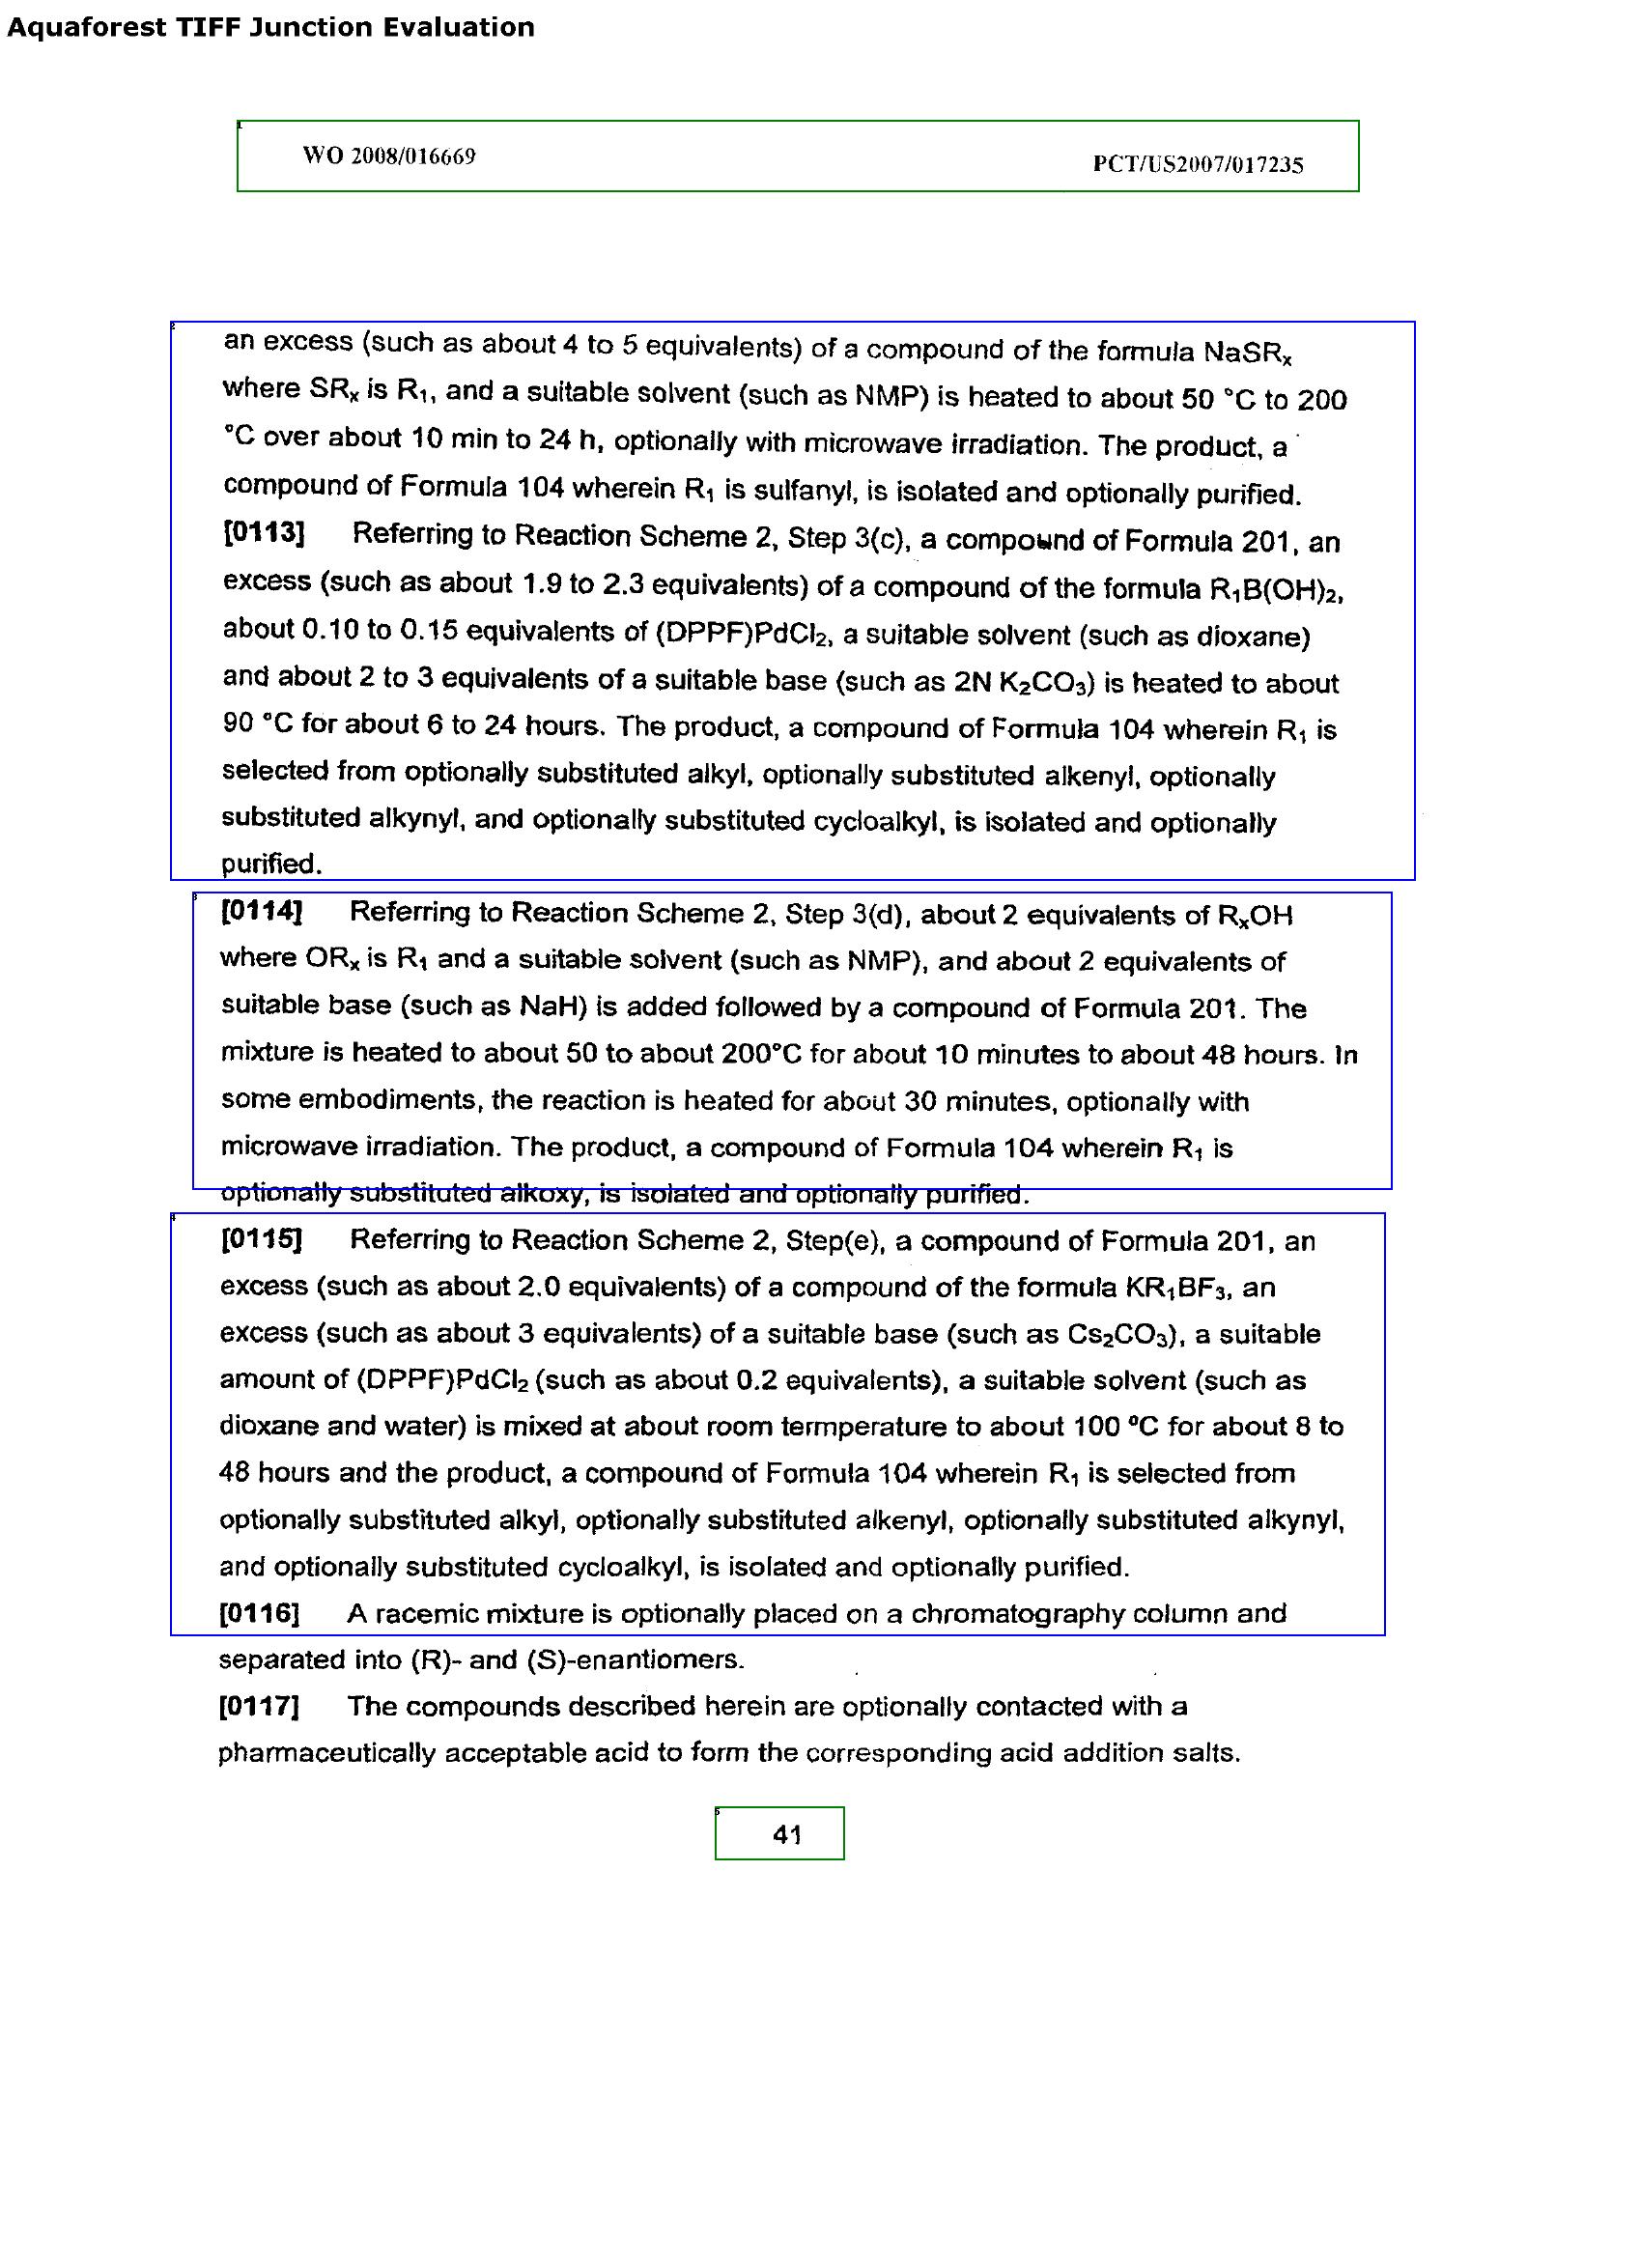 Aquaforest TIFF Junction Evaluation
WO 2008/016669 PCT/US2007/017235
an excess (such as about 4 to 5 equivalents) of a compound of the formula NaSRₓ
where SRₓ is R₁, and a suitable solvent (such as NMP) is heated to about 50 °C to 200
°C over about 10 min to 24 h, optionally with microwave irradiation. The product, a
compound of Formula 104 wherein R₁ is sulfanyl, is isolated and optionally purified.
[0113] Referring to Reaction Scheme 2, Step 3(c), a compound of Formula 201, an
excess (such as about 1.9 to 2.3 equivalents) of a compound of the formula R₁B(OH)₂,
about 0.10 to 0.15 equivalents of (DPPF)PdCl₂, a suitable solvent (such as dioxane)
and about 2 to 3 equivalents of a suitable base (such as 2N K₂CO₃) is heated to about
90 °C for about 6 to 24 hours. The product, a compound of Formula 104 wherein R₁ is
selected from optionally substituted alkyl, optionally substituted alkenyl, optionally
substituted alkynyl, and optionally substituted cycloalkyl, is isolated and optionally
purified.
[0114] Referring to Reaction Scheme 2, Step 3(d), about 2 equivalents of RₓOH
where ORₓ is R₁ and a suitable solvent (such as NMP), and about 2 equivalents of
suitable base (such as NaH) is added followed by a compound of Formula 201. The
mixture is heated to about 50 to about 200°C for about 10 minutes to about 48 hours. In
some embodiments, the reaction is heated for about 30 minutes, optionally with
microwave irradiation. The product, a compound of Formula 104 wherein R₁ is
optionally substituted alkoxy, is isolated and optionally purified.
[0115] Referring to Reaction Scheme 2, Step(e), a compound of Formula 201, an
excess (such as about 2.0 equivalents) of a compound of the formula KR₁BF₃, an
excess (such as about 3 equivalents) of a suitable base (such as Cs₂CO₃), a suitable
amount of (DPPF)PdCl₂ (such as about 0.2 equivalents), a suitable solvent (such as
dioxane and water) is mixed at about room termperature to about 100 °C for about 8 to
48 hours and the product, a compound of Formula 104 wherein R₁ is selected from
optionally substituted alkyl, optionally substituted alkenyl, optionally substituted alkynyl,
and optionally substituted cycloalkyl, is isolated and optionally purified.
[0116] A racemic mixture is optionally placed on a chromatography column and
separated into (R)- and (S)-enantiomers.
[0117] The compounds described herein are optionally contacted with a
pharmaceutically acceptable acid to form the corresponding acid addition salts.
41